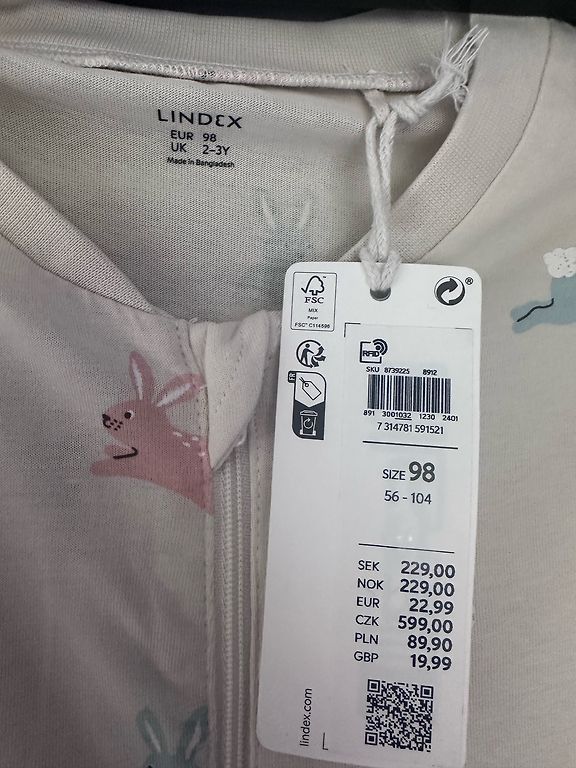 LINDEX
EUR 98
UK 2-3Y
Made in Bangladesh
FSC
MIX
Paper
FSC™ C114596
®
RFID
SKU 8739225 8912
891 3001032 1230 2401
7 314781 591521
SIZE 98
56 - 104
SEK 229,00
NOK 229,00
EUR 22,99
CZK 599,00
PLN 89,90
GBP 19,99
lindex.com
L